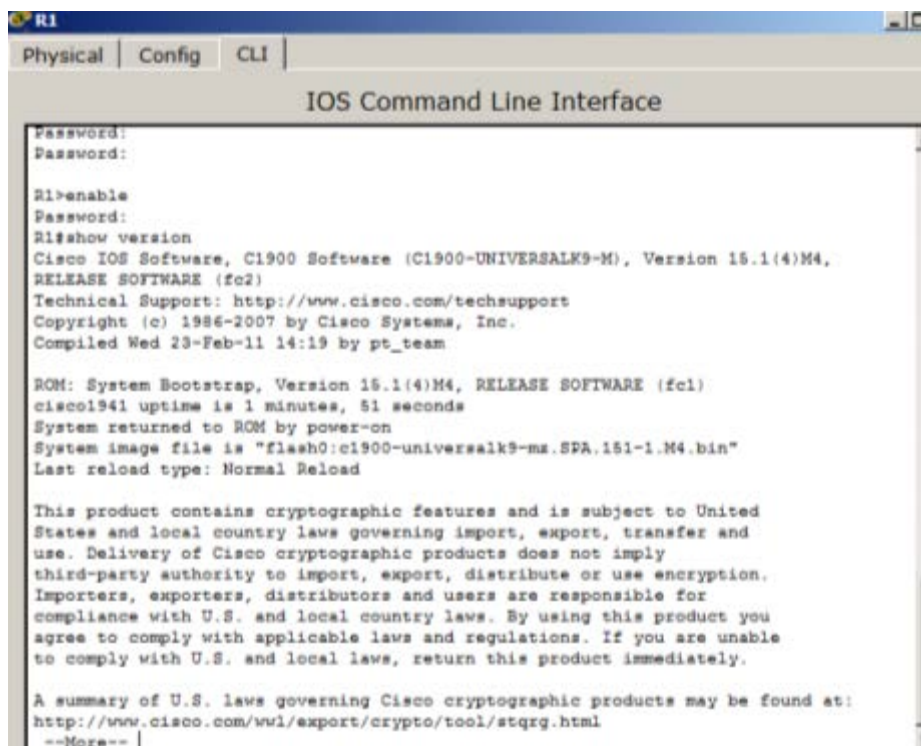 R1
Physical Config CLI
IOS Command Line Interface
Password:
Password:
R1>enable
Password:
R1#show version
Cisco IOS Software, C1900 Software (C1900-UNIVERSALK9-M), Version 15.1(4)M4,
RELEASE SOFTWARE (fc2)
Technical Support: http://www.cisco.com/techsupport
Copyright (c) 1986-2007 by Cisco Systems, Inc.
Compiled Wed 23-Feb-11 14:19 by pt_team
ROM: System Bootstrap, Version 15.1(4)M4, RELEASE SOFTWARE (fc1)
cisco1941 uptime is 1 minutes, 51 seconds
System returned to ROM by power-on
System image file is "flash0:c1900-universalk9-mz.SPA.151-1.M4.bin"
Last reload type: Normal Reload
This product contains cryptographic features and is subject to United
States and local country laws governing import, export, transfer and
use. Delivery of Cisco cryptographic products does not imply
third-party authority to import, export, distribute or use encryption.
Importers, exporters, distributors and users are responsible for
compliance with U.S. and local country laws. By using this product you
agree to comply with applicable laws and regulations. If you are unable
to comply with U.S. and local laws, return this product immediately.
A summary of U.S. laws governing Cisco cryptographic products may be found at:
http://www.cisco.com/wwl/export/crypto/tool/stqrg.html
--More--